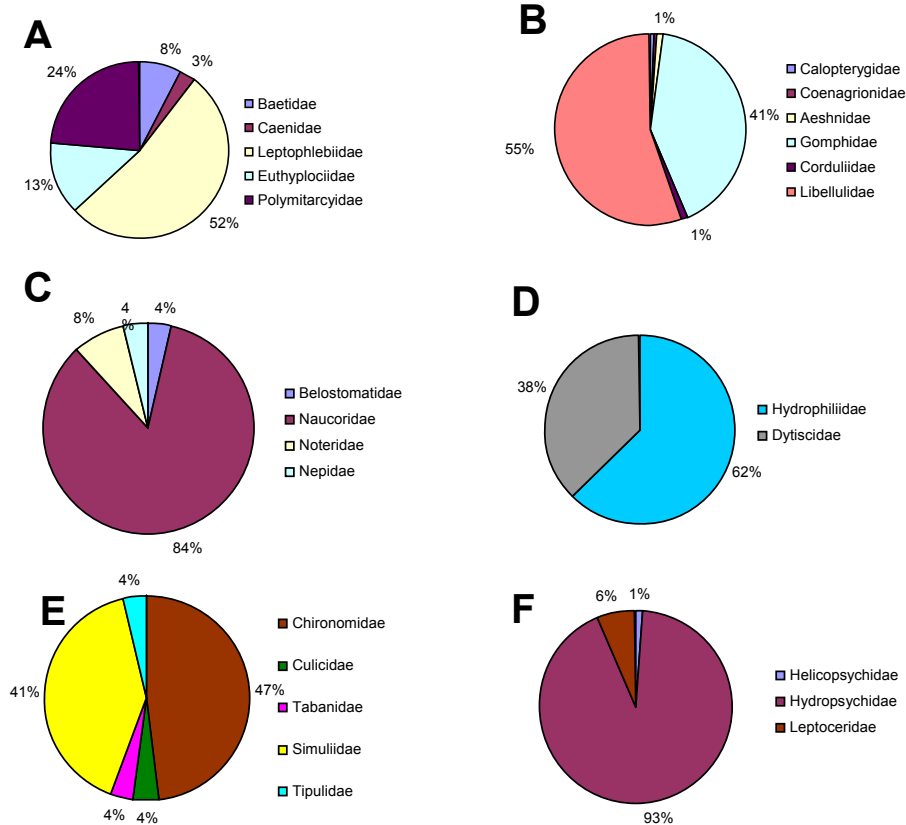 A
8%
3%
52%
13%
24%
Baetidae
Caenidae
Leptophlebiidae
Euthyplociidae
Polymitarcyidae
B
1%
41%
1%
55%
Calopterygidae
Coenagrionidae
Aeshnidae
Gomphidae
Corduliidae
Libellulidae
C
4%
84%
8%
4
%
Belostomatidae
Naucoridae
Noteridae
Nepidae
D
38%
62%
Hydrophiliidae
Dytiscidae
E
4%
47%
4%
4%
41%
Chironomidae
Culicidae
Tabanidae
Simuliidae
Tipulidae
F
6%
1%
93%
Helicopsychidae
Hydropsychidae
Leptoceridae